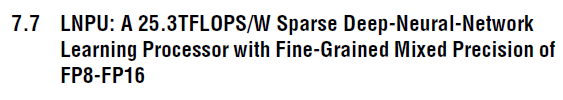 7.7 LNPU: A 25.3TFLOPS/W Sparse Deep-Neural-Network
Learning Processor with Fine-Grained Mixed Precision of
FP8-FP16